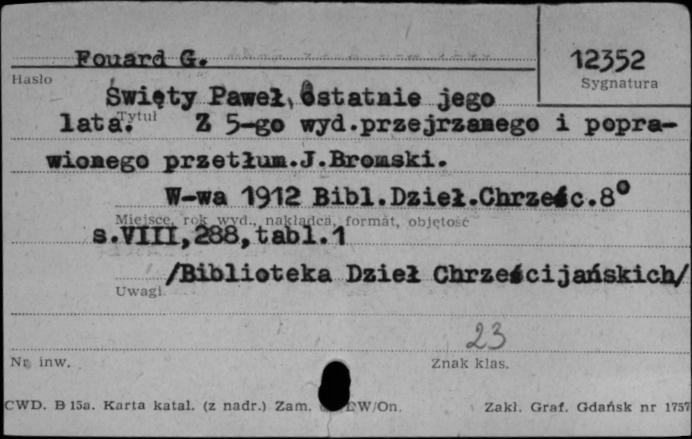 Fouard G.
12352
Hasło
Sygnatura
Święty Paweł, ostatnie jego
lata.
Tytuł
Z 5-go wyd.przejrzanego i popra-
wionego przetłum.J.Bromski.
W-wa 1912 Bibl.Dzieł.Chrześc.8°
Miejsce, rok wyd., nakładca, format, objętość
s.VIII,288,tabl.1
/Biblioteka Dzieł Chrześcijańskich/
Uwagi
23
Nr inw.
Znak klas.
CWD. B 15a. Karta katal. (z nadr.) Zam. W/On. Zakł. Graf. Gdańsk nr 1757